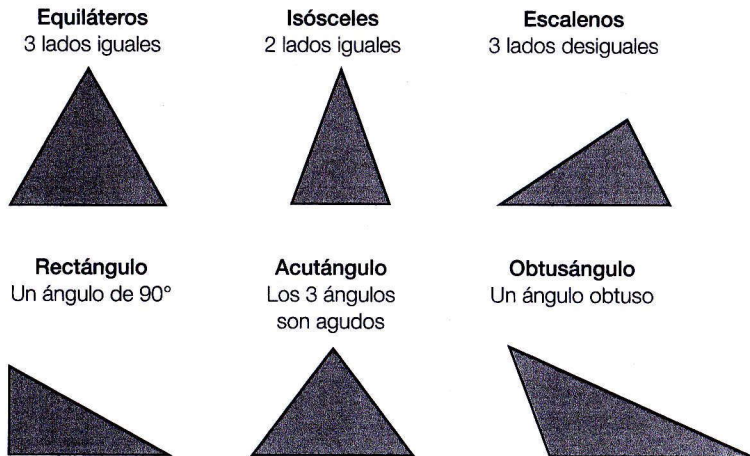 Equiláteros
3 lados iguales
Isósceles
2 lados iguales
Escalenos
3 lados desiguales
Rectángulo
Un ángulo de 90°
Acutángulo
Los 3 ángulos
son agudos
Obtusángulo
Un ángulo obtuso